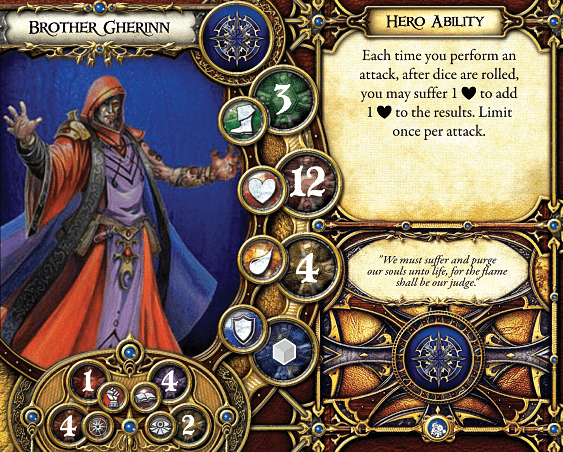 Brother Gherinn
Hero Ability
Each time you perform an
attack, after dice are rolled,
you may suffer 1 ♥ to add
1 ♥ to the results. Limit
once per attack.
3
12
4
"We must suffer and purge
our souls unto life, for the flame
shall be our judge."
1
4
4
2